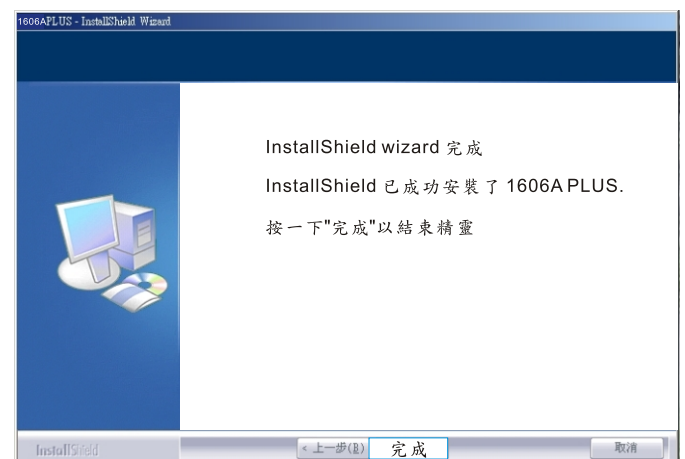 1606APLUS - InstallShield Wizard
InstallShield wizard 完成
InstallShield 已成功安裝了 1606A PLUS.
按一下"完成"以結束精靈
InstallShield
< 上一步(B) 完成 取消